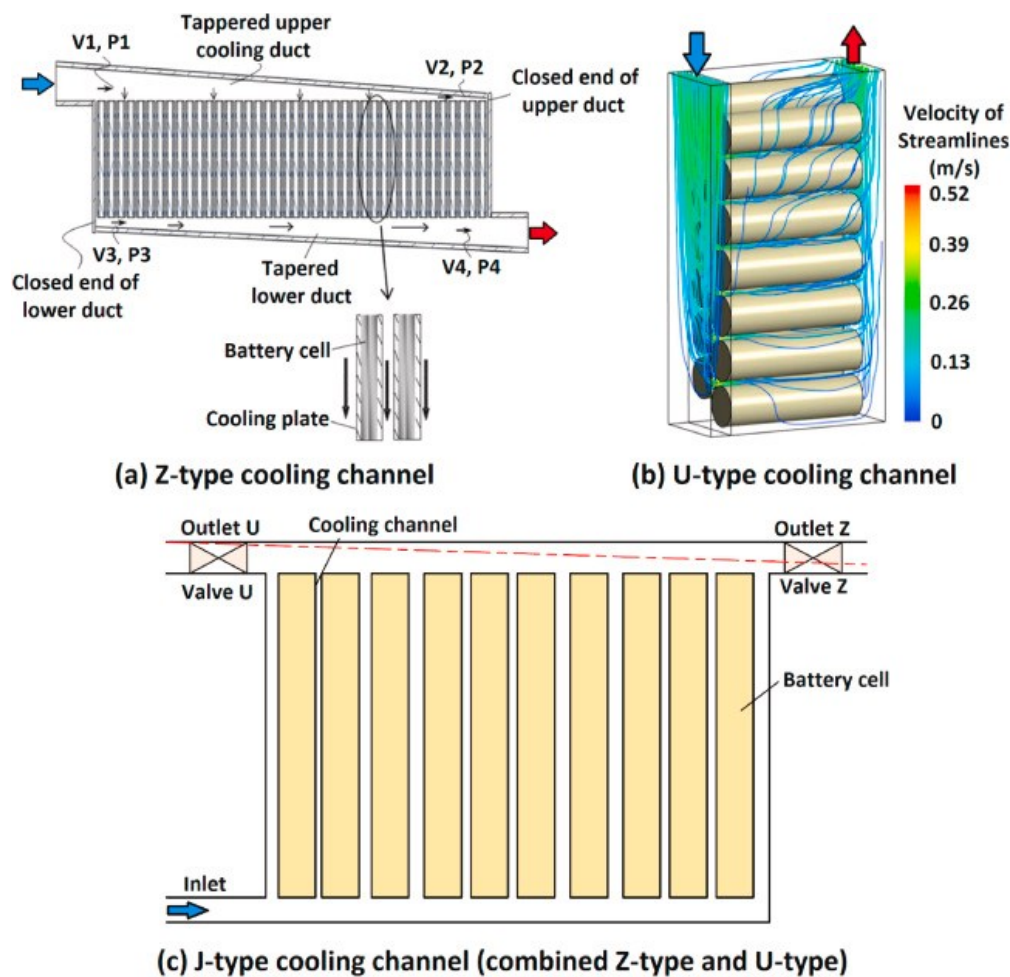 V1, P1
Tappered upper
cooling duct
V2, P2
Closed end of
upper duct
V3, P3
Closed end of
lower duct
Tapered
lower duct
V4, P4
Battery cell
Cooling plate
(a) Z-type cooling channel
Velocity of
Streamlines
(m/s)
0.52
0.39
0.26
0.13
0
(b) U-type cooling channel
Outlet U
Cooling channel
Outlet Z
Valve U
Valve Z
Battery cell
Inlet
(c) J-type cooling channel (combined Z-type and U-type)